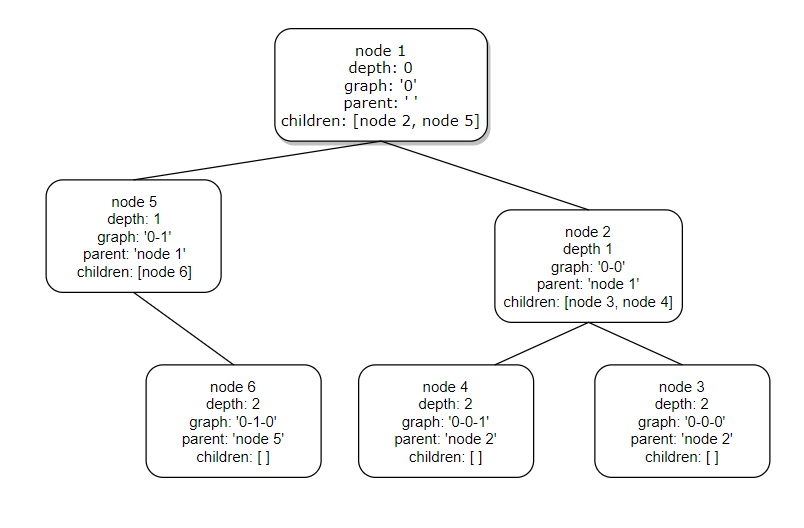 node 1
depth: 0
graph: '0'
parent: ' '
children: [node 2, node 5]
node 5
depth: 1
graph: '0-1'
parent: 'node 1'
children: [node 6]
node 2
depth 1
graph: '0-0'
parent: 'node 1'
children: [node 3, node 4]
node 6
depth: 2
graph: '0-1-0'
parent: 'node 5'
children: [ ]
node 4
depth: 2
graph: '0-0-1'
parent: 'node 2'
children: [ ]
node 3
depth: 2
graph: '0-0-0'
parent: 'node 2'
children: [ ]